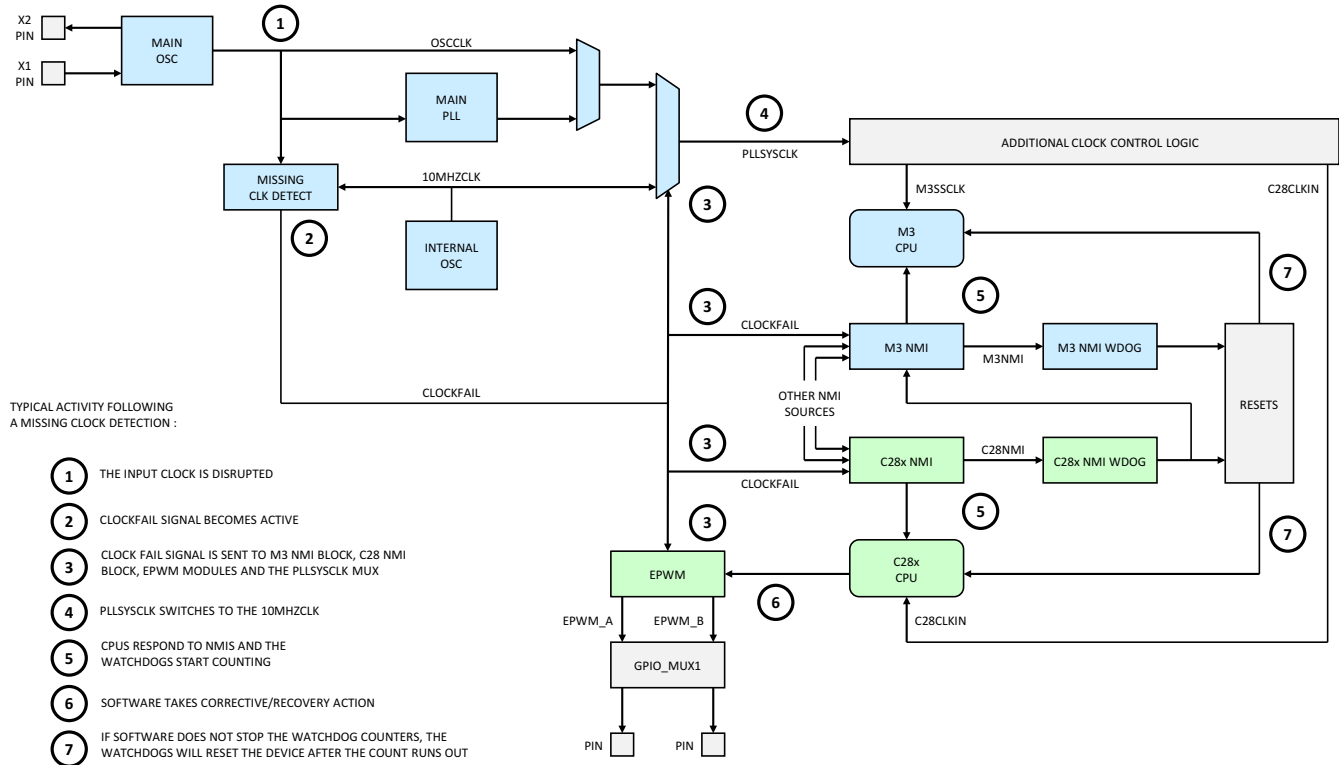 X2
PIN
X1
PIN
MAIN
OSC
1
OSCCLK
MAIN
PLL
4
PLLSYSCLK
ADDITIONAL CLOCK CONTROL LOGIC
MISSING
CLK DETECT
10MHZCLK
2
INTERNAL
OSC
3
M3SSCLK
C28CLKIN
M3
CPU
7
3
CLOCKFAIL
5
M3 NMI
M3NMI
M3 NMI WDOG
CLOCKFAIL
OTHER NMI
SOURCES
RESETS
3
CLOCKFAIL
C28x NMI
C28NMI
C28x NMI WDOG
3
5
7
EPWM
6
C28x
CPU
C28CLKIN
EPWM_A
EPWM_B
GPIO_MUX1
PIN
PIN
TYPICAL ACTIVITY FOLLOWING
A MISSING CLOCK DETECTION :
1 THE INPUT CLOCK IS DISRUPTED
2 CLOCKFAIL SIGNAL BECOMES ACTIVE
3 CLOCK FAIL SIGNAL IS SENT TO M3 NMI BLOCK, C28 NMI
BLOCK, EPWM MODULES AND THE PLLSYSCLK MUX
4 PLLSYSCLK SWITCHES TO THE 10MHZCLK
5 CPUS RESPOND TO NMIS AND THE
WATCHDOGS START COUNTING
6 SOFTWARE TAKES CORRECTIVE/RECOVERY ACTION
7 IF SOFTWARE DOES NOT STOP THE WATCHDOG COUNTERS, THE
WATCHDOGS WILL RESET THE DEVICE AFTER THE COUNT RUNS OUT